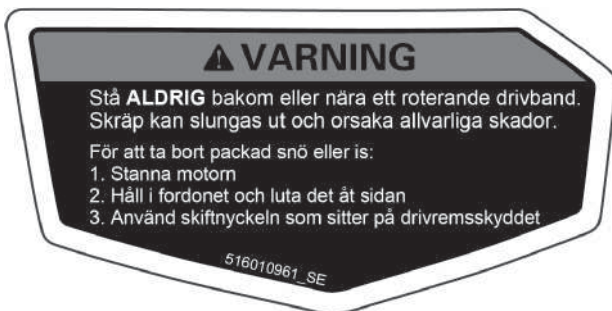 VARNING
Stå ALDRIG bakom eller nära ett roterande drivband.
Skräp kan slungas ut och orsaka allvarliga skador.
För att ta bort packad snö eller is:
1. Stanna motorn
2. Håll i fordonet och luta det åt sidan
3. Använd skiftnyckeln som sitter på drivremsskyddet
516010961_SE